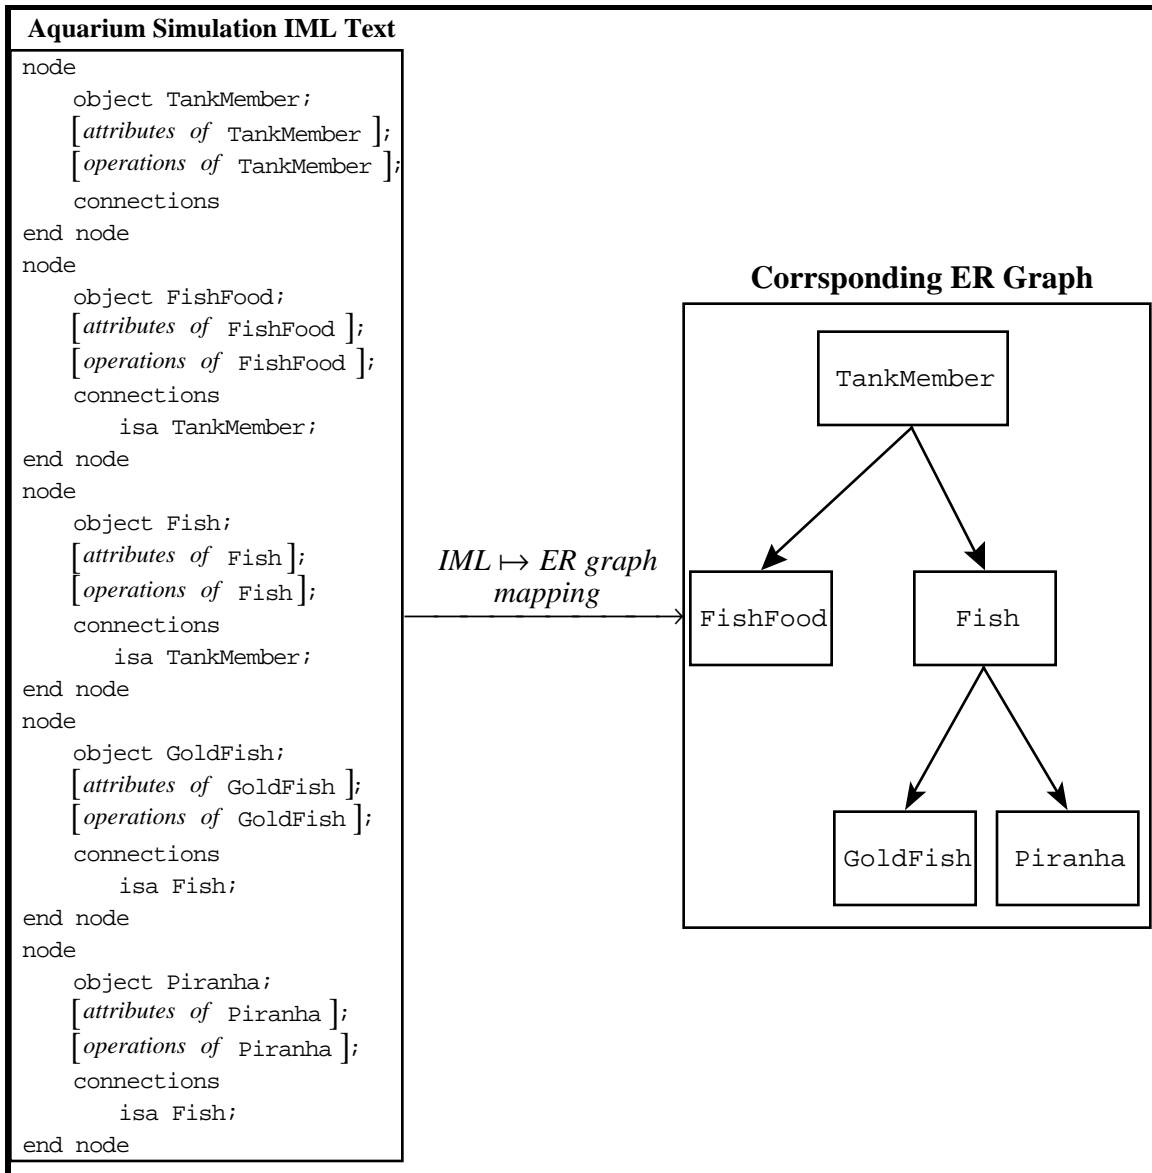 Aquarium Simulation IML Text
node
object TankMember;
[attributes of TankMember ];
[operations of TankMember ];
connections
end node
node
object FishFood;
[attributes of FishFood ];
[operations of FishFood ];
connections
isa TankMember;
end node
node
object Fish;
[attributes of Fish];
[operations of Fish];
connections
isa TankMember;
end node
node
object GoldFish;
[attributes of GoldFish ];
[operations of GoldFish ];
connections
isa Fish;
end node
node
object Piranha;
[attributes of Piranha ];
[operations of Piranha ];
connections
isa Fish;
end node
IML ↦ ER graph
mapping
Corrsponding ER Graph
TankMember
FishFood
Fish
GoldFish
Piranha